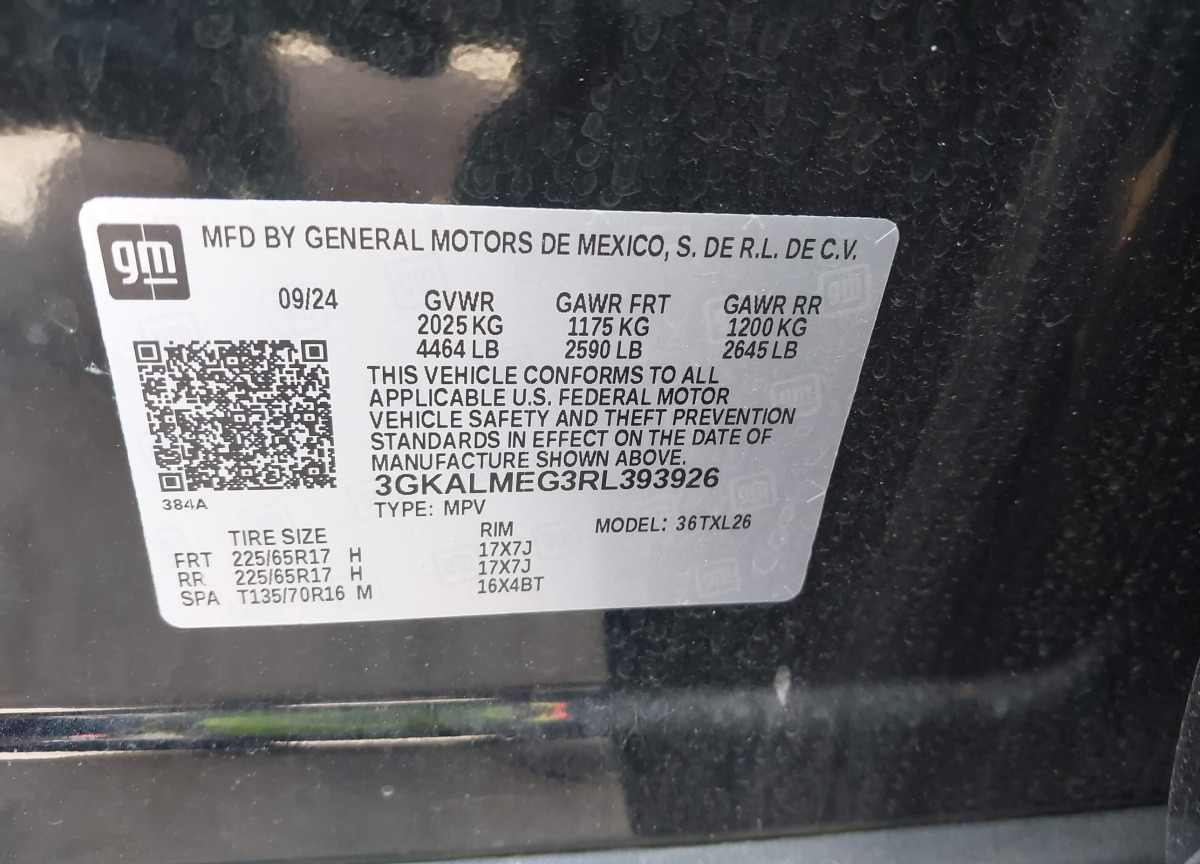 gm MFD BY GENERAL MOTORS DE MEXICO, S. DE R.L. DE C.V.
09/24 GVWR GAWR FRT GAWR RR
2025 KG 1175 KG 1200 KG
4464 LB 2590 LB 2645 LB
THIS VEHICLE CONFORMS TO ALL
APPLICABLE U.S. FEDERAL MOTOR
VEHICLE SAFETY AND THEFT PREVENTION
STANDARDS IN EFFECT ON THE DATE OF
MANUFACTURE SHOWN ABOVE.
3GKALMEG3RL393926
384A
TYPE: MPV MODEL: 36TXL26
TIRE SIZE RIM
FRT 225/65R17 H 17X7J
RR 225/65R17 H 17X7J
SPA T135/70R16 M 16X4BT